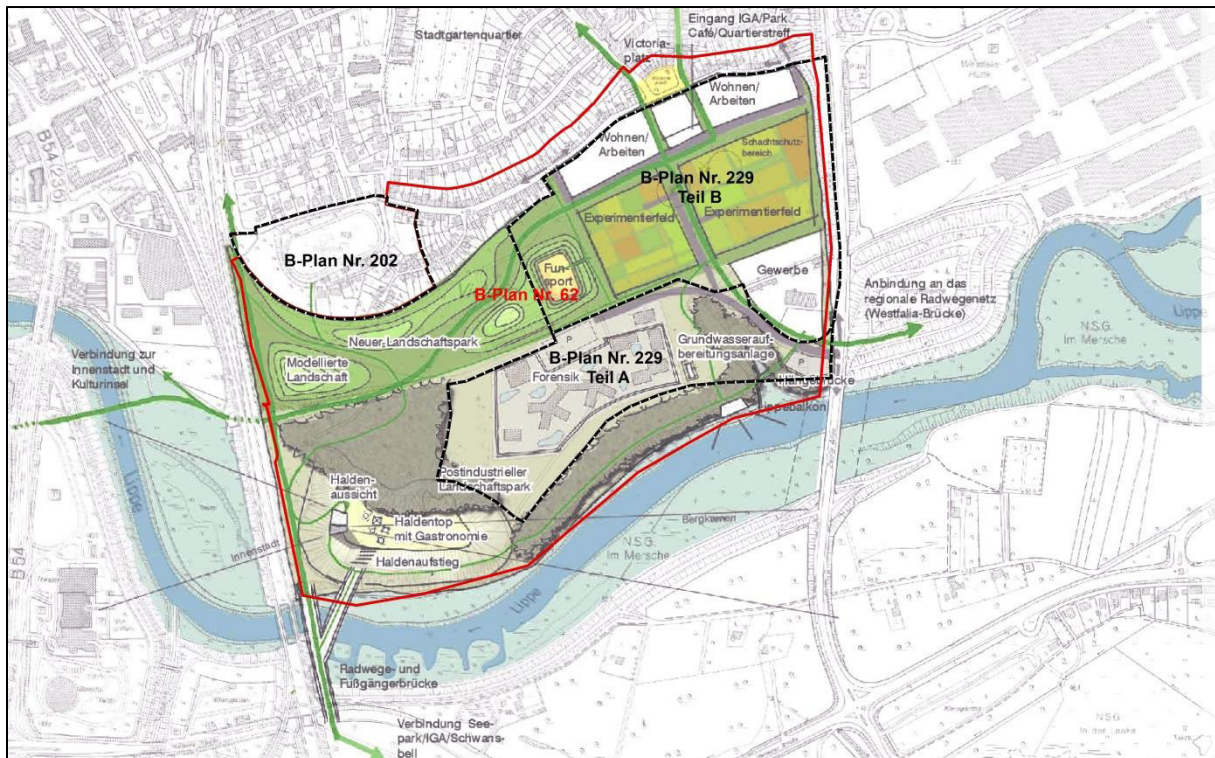 Stadtgartenquartier
Eingang IGA/Park
Café/Quartierstreff
Victoria-
platz
Wohnen/
Arbeiten
Wohnen/
Arbeiten
Schachtschutz-
bereich
B-Plan Nr. 229
Teil B
Experimentierfeld
Experimentierfeld
B-Plan Nr. 202
Fun-
sport
B-Plan Nr. 62
Gewerbe
Anbindung an das
regionale Radwegenetz
(Westfalia-Brücke)
Lippe
N.S.G.
Im Mersche
Neuer Landschaftspark
Grundwasserauf-
bereitungsanlage
Verbindung zur
Innenstadt und
Kulturinsel
Modellierte
Landschaft
P
B-Plan Nr. 229
Teil A
Forensik
P
Hängebrücke
Lippebalkon
Postindustrieller
Landschaftspark
Halden-
aussicht
Haldentop
mit Gastronomie
Haldenaufstieg
Innenstadt
Bergkamen
N.S.G.
Im Mersche
Lippe
Lippe
B54
Radwege- und
Fußgängerbrücke
Verbindung See-
park/IGA/Schwans-
bell
N.S.G.